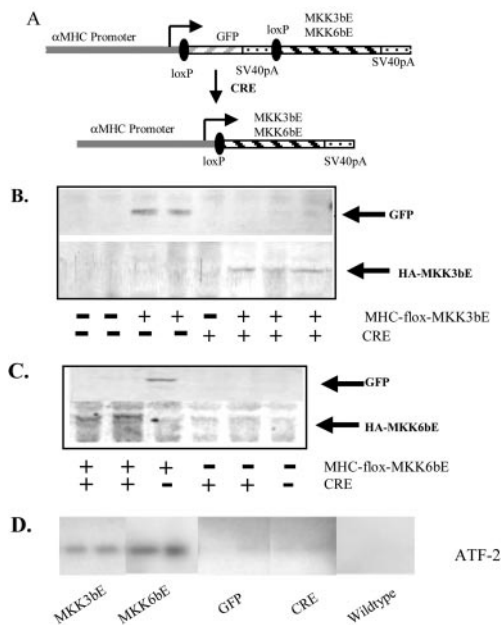 A
αMHC Promoter
GFP
loxP
MKK3bE
MKK6bE
loxP
SV40pA
SV40pA
CRE
αMHC Promoter
MKK3bE
MKK6bE
loxP
SV40pA
B.
GFP
HA-MKK3bE
- - + + - + + + MHC-flox-MKK3bE
- - - - + + + + CRE
C.
GFP
HA-MKK6bE
+ + + - - - MHC-flox-MKK6bE
+ + - + + - CRE
D.
ATF-2
MKK3bE
MKK6bE
GFP
CRE
Wildtype